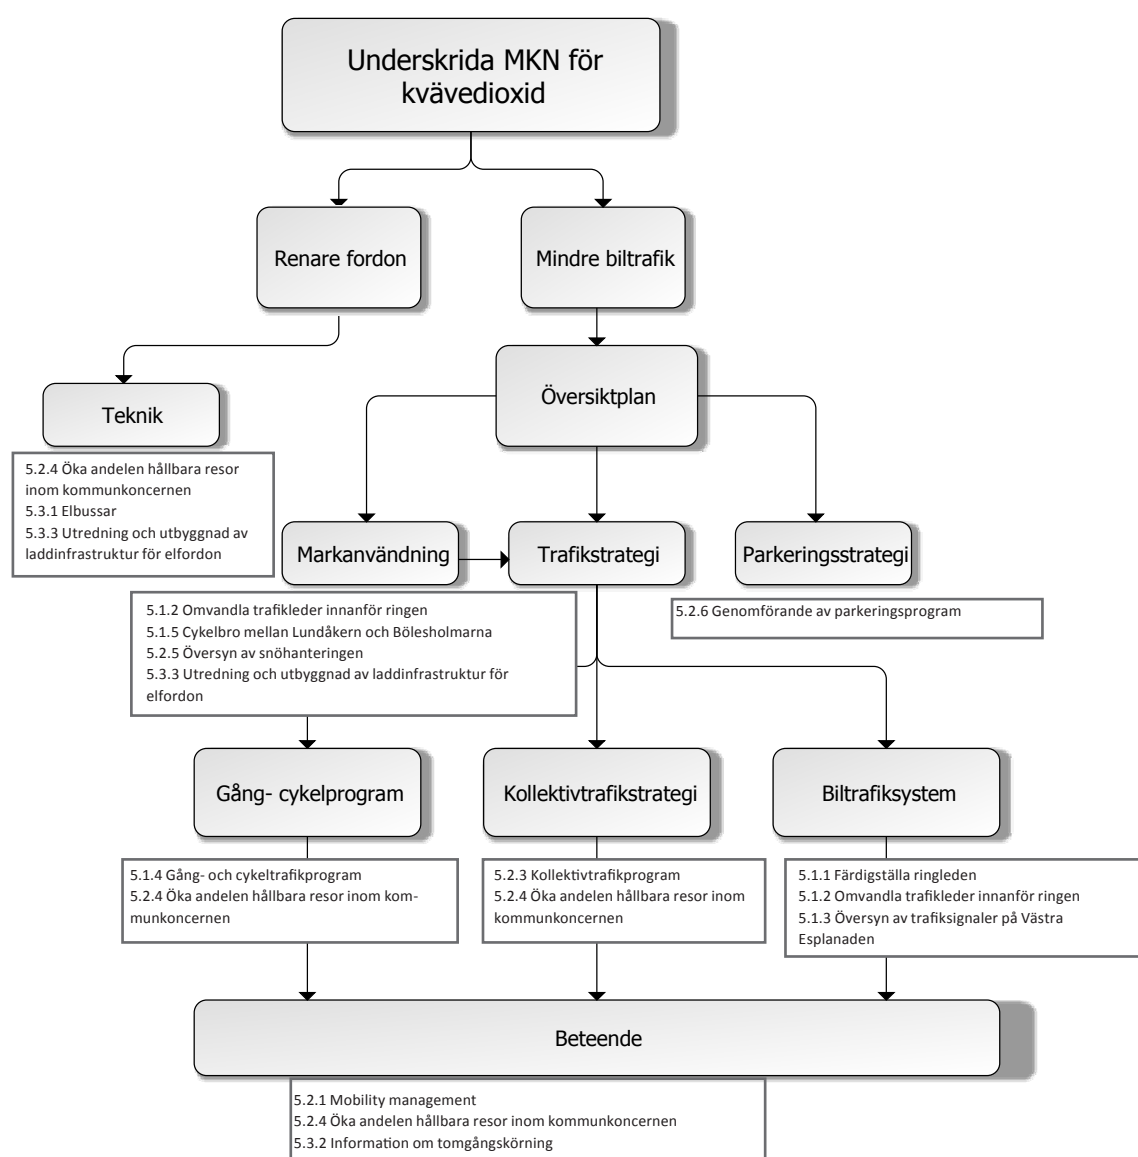 Underskrida MKN för
kvävedioxid
Renare fordon
Mindre biltrafik
Teknik
5.2.4 Öka andelen hållbara resor
inom kommunkoncernen
5.3.1 Elbussar
5.3.3 Utredning och utbyggnad av
laddinfrastruktur för elfordon
Översiktplan
Markanvändning
Trafikstrategi
Parkeringsstrategi
5.1.2 Omvandla trafikleder innanför ringen
5.1.5 Cykelbro mellan Lundåkern och Bölesholmarna
5.2.5 Översyn av snöhanteringen
5.3.3 Utredning och utbyggnad av laddinfrastruktur för
elfordon
5.2.6 Genomförande av parkeringsprogram
Gång- cykelprogram
Kollektivtrafikstrategi
Biltrafiksystem
5.1.4 Gång- och cykeltrafikprogram
5.2.4 Öka andelen hållbara resor inom kom-
munkoncernen
5.2.3 Kollektivtrafikprogram
5.2.4 Öka andelen hållbara resor inom
kommunkoncernen
5.1.1 Färdigställa ringleden
5.1.2 Omvandla trafikleder innanför ringen
5.1.3 Översyn av trafiksignaler på Västra
Esplanaden
Beteende
5.2.1 Mobility management
5.2.4 Öka andelen hållbara resor inom kommunkoncernen
5.3.2 Information om tomgångskörning